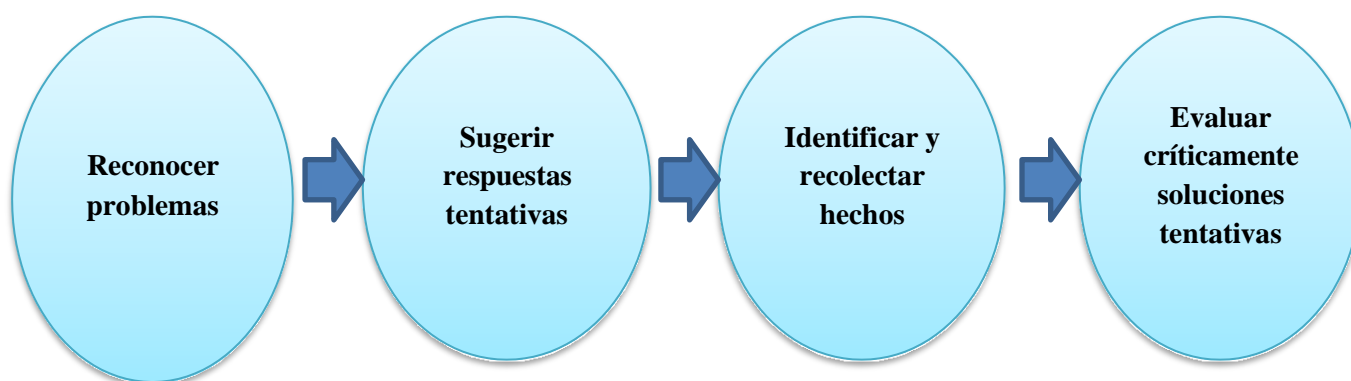 Reconocer
problemas
Sugerir
respuestas
tentativas
Identificar y
recolectar
hechos
Evaluar
críticamente
soluciones
tentativas